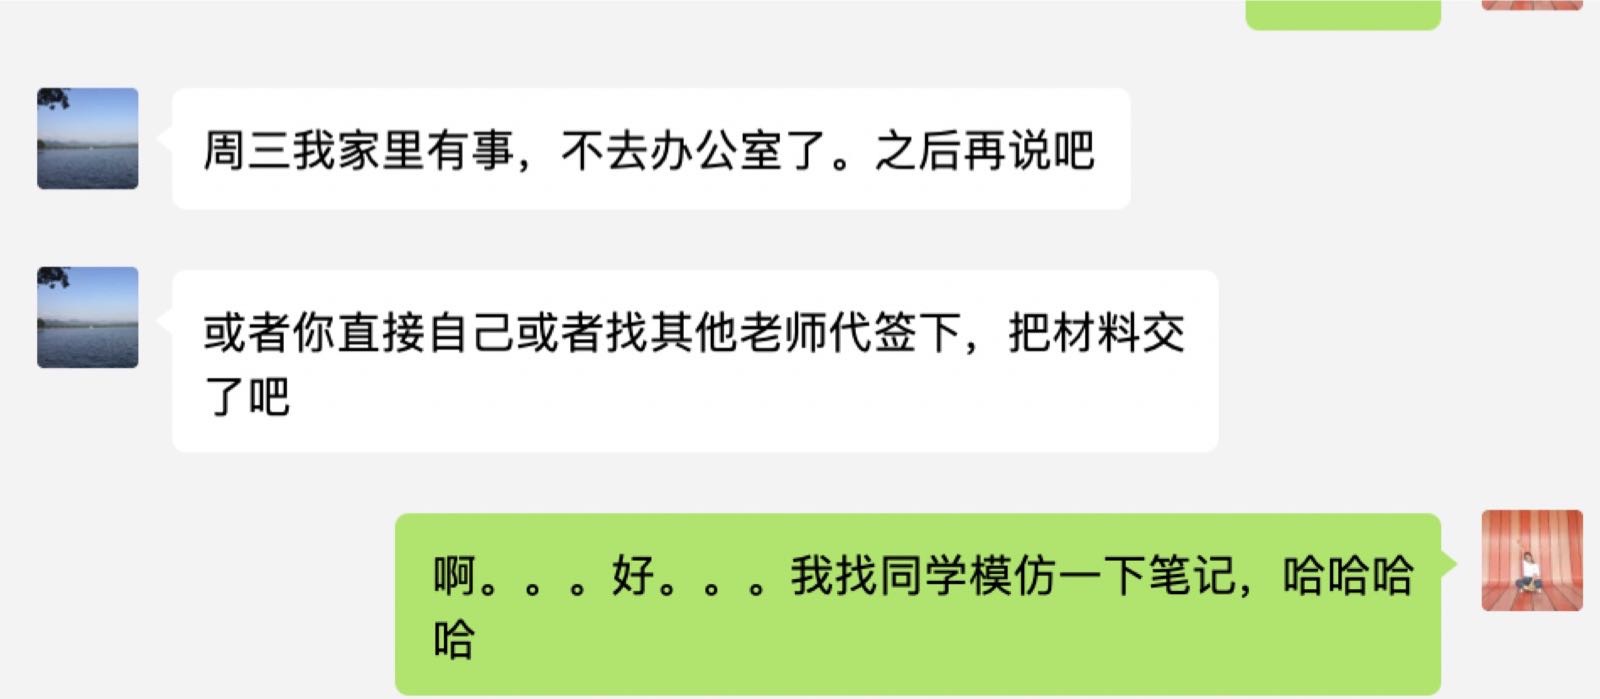 周三我家里有事，不去办公室了。之后再说吧
或者你直接自己或者找其他老师代签下，把材料交
了吧
啊。。。好。。。我找同学模仿一下笔记，哈哈哈
哈